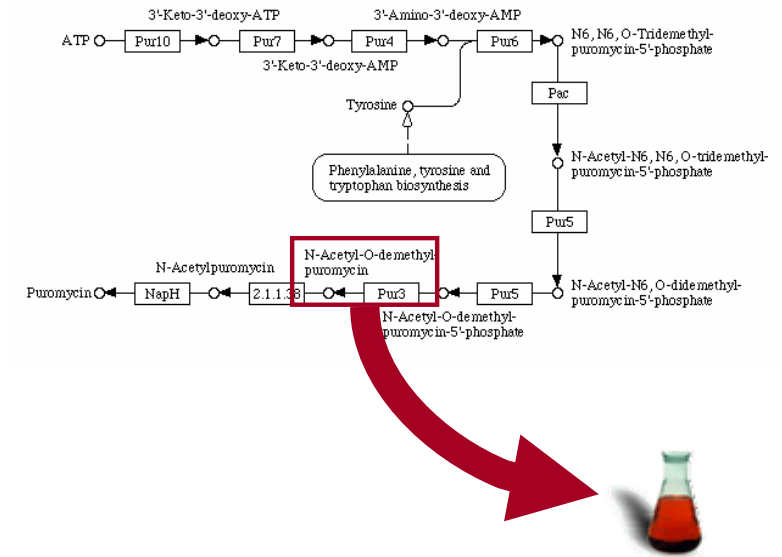 3'-Keto-3'-deoxy-ATP
3'-Amino-3'-deoxy-AMP
ATP
Pur10
Pur7
Pur4
Pur6
N6, N6, O-Tridemethyl-
puromycin-5'-phosphate
3'-Keto-3'-deoxy-AMP
Pac
Tyrosine
N-Acetyl-N6, N6, O-tridemethyl-
puromycin-5'-phosphate
Phenylalanine, tyrosine and
tryptophan biosynthesis
Pur5
N-Acetyl-O-demethyl-
puromycin
N-Acetylpuromycin
Puromycin
NapH
2.1.1.38
Pur3
Pur5
N-Acetyl-N6, O-didemethyl-
puromycin-5'-phosphate
N-Acetyl-O-demethyl-
puromycin-5'-phosphate